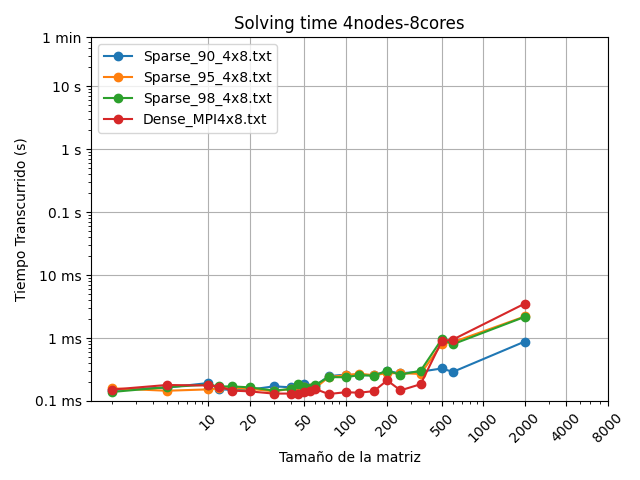 Solving time 4nodes-8cores
1 min
10 s
1 s
0.1 s
10 ms
1 ms
0.1 ms
Tiempo Transcurrido (s)
Sparse_90_4x8.txt
Sparse_95_4x8.txt
Sparse_98_4x8.txt
Dense_MPI4x8.txt
10
20
50
100
200
500
1000
2000
4000
8000
Tamaño de la matriz